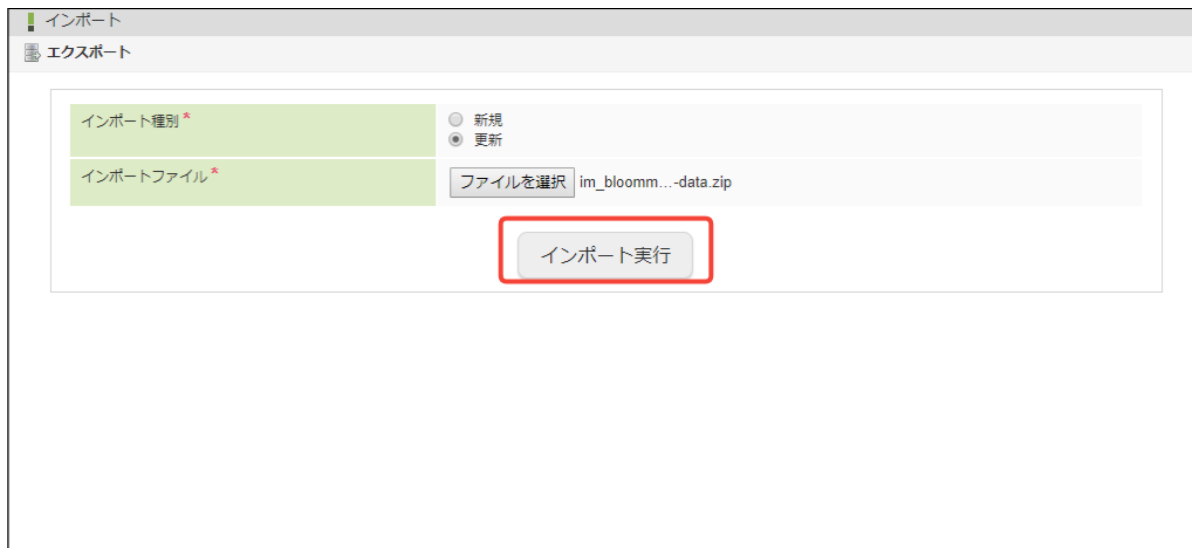 インポート
エクスポート
インポート種別 *
新規
更新
インポートファイル *
ファイルを選択 im_bloomm...-data.zip
インポート実行